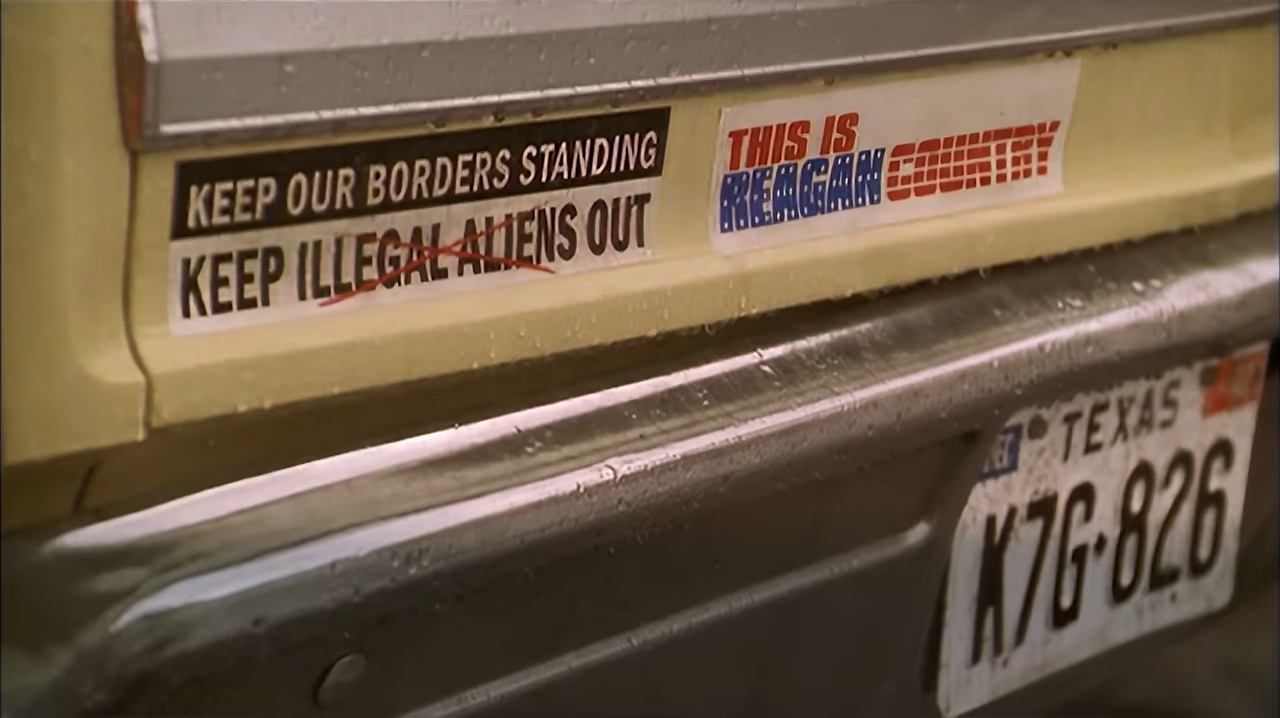 KEEP OUR BORDERS STANDING
KEEP ILLEGAL ALIENS OUT
THIS IS
REAGAN COUNTRY
TEXAS
K7G·826